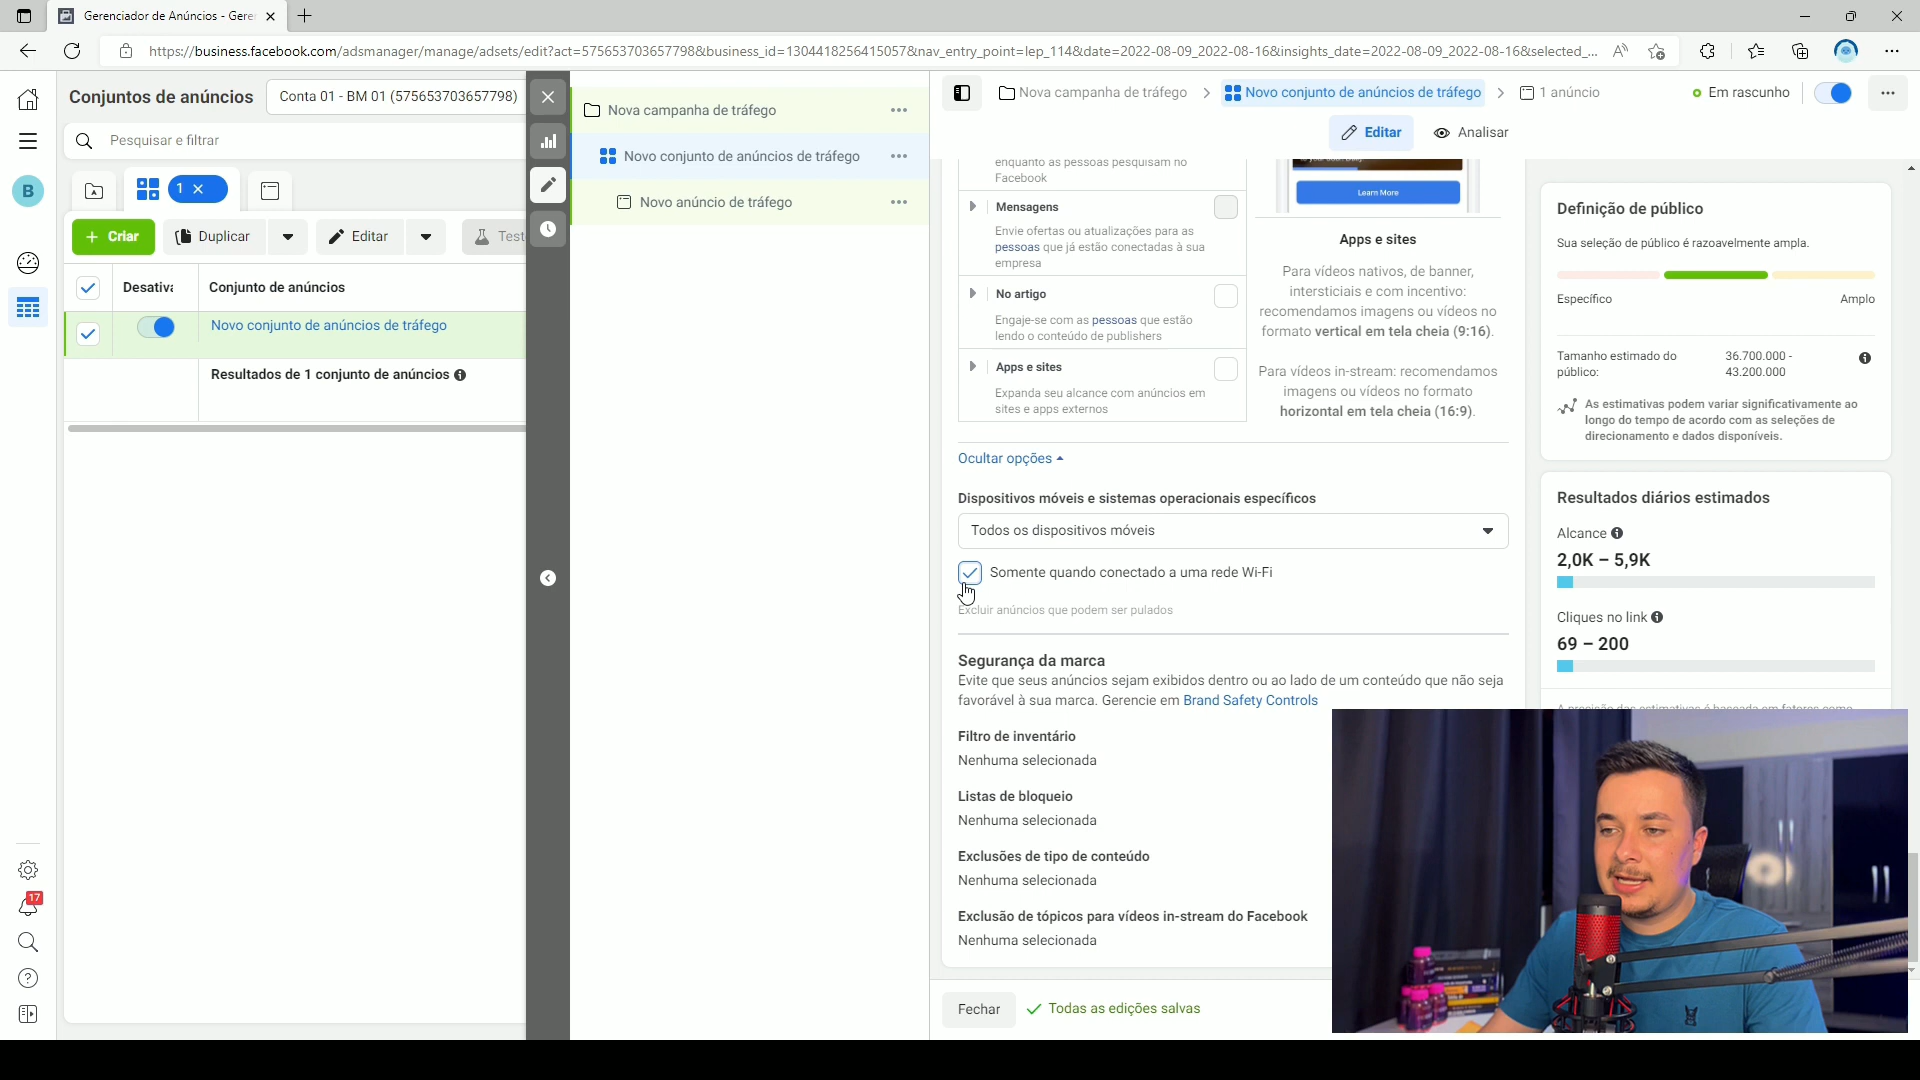 Gerenciador de Anúncios - Gere
https://business.facebook.com/adsmanager/manage/adsets/edit?act=575653703657798&business_id=1304418256415057&nav_entry_point=lep_114&date=2022-08-09_2022-08-16&insights_date=2022-08-09_2022-08-16&selected_...
Conjuntos de anúncios
Conta 01 - BM 01 (575653703657798)
Pesquisar e filtrar
B
1
Criar
Duplicar
Editar
Test
Desativa
Conjunto de anúncios
Novo conjunto de anúncios de tráfego
Resultados de 1 conjunto de anúncios
17
Nova campanha de tráfego
Novo conjunto de anúncios de tráfego
Novo anúncio de tráfego
Nova campanha de tráfego
Novo conjunto de anúncios de tráfego
1 anúncio
Em rascunho
Editar
Analisar
enquanto as pessoas pesquisam no
Facebook
Mensagens
Envie ofertas ou atualizações para as
pessoas que já estão conectadas à sua
empresa
No artigo
Engaje-se com as pessoas que estão
lendo o conteúdo de publishers
Apps e sites
Expanda seu alcance com anúncios em
sites e apps externos
Learn More
Apps e sites
Para vídeos nativos, de banner,
intersticiais e com incentivo:
recomendamos imagens ou vídeos no
formato vertical em tela cheia (9:16).
Para vídeos in-stream: recomendamos
imagens ou vídeos no formato
horizontal em tela cheia (16:9).
Ocultar opções
Dispositivos móveis e sistemas operacionais específicos
Todos os dispositivos móveis
Somente quando conectado a uma rede Wi-Fi
Excluir anúncios que podem ser pulados
Segurança da marca
Evite que seus anúncios sejam exibidos dentro ou ao lado de um conteúdo que não seja
favorável à sua marca. Gerencie em Brand Safety Controls
Filtro de inventário
Nenhuma selecionada
Listas de bloqueio
Nenhuma selecionada
Exclusões de tipo de conteúdo
Nenhuma selecionada
Exclusão de tópicos para vídeos in-stream do Facebook
Nenhuma selecionada
Fechar
Todas as edições salvas
Definição de público
Sua seleção de público é razoavelmente ampla.
Específico
Amplo
Tamanho estimado do
público:
36.700.000 -
43.200.000
As estimativas podem variar significativamente ao
longo do tempo de acordo com as seleções de
direcionamento e dados disponíveis.
Resultados diários estimados
Alcance
2,0K – 5,9K
Cliques no link
69 – 200
A precisão das estimativas é baseada em fatores como